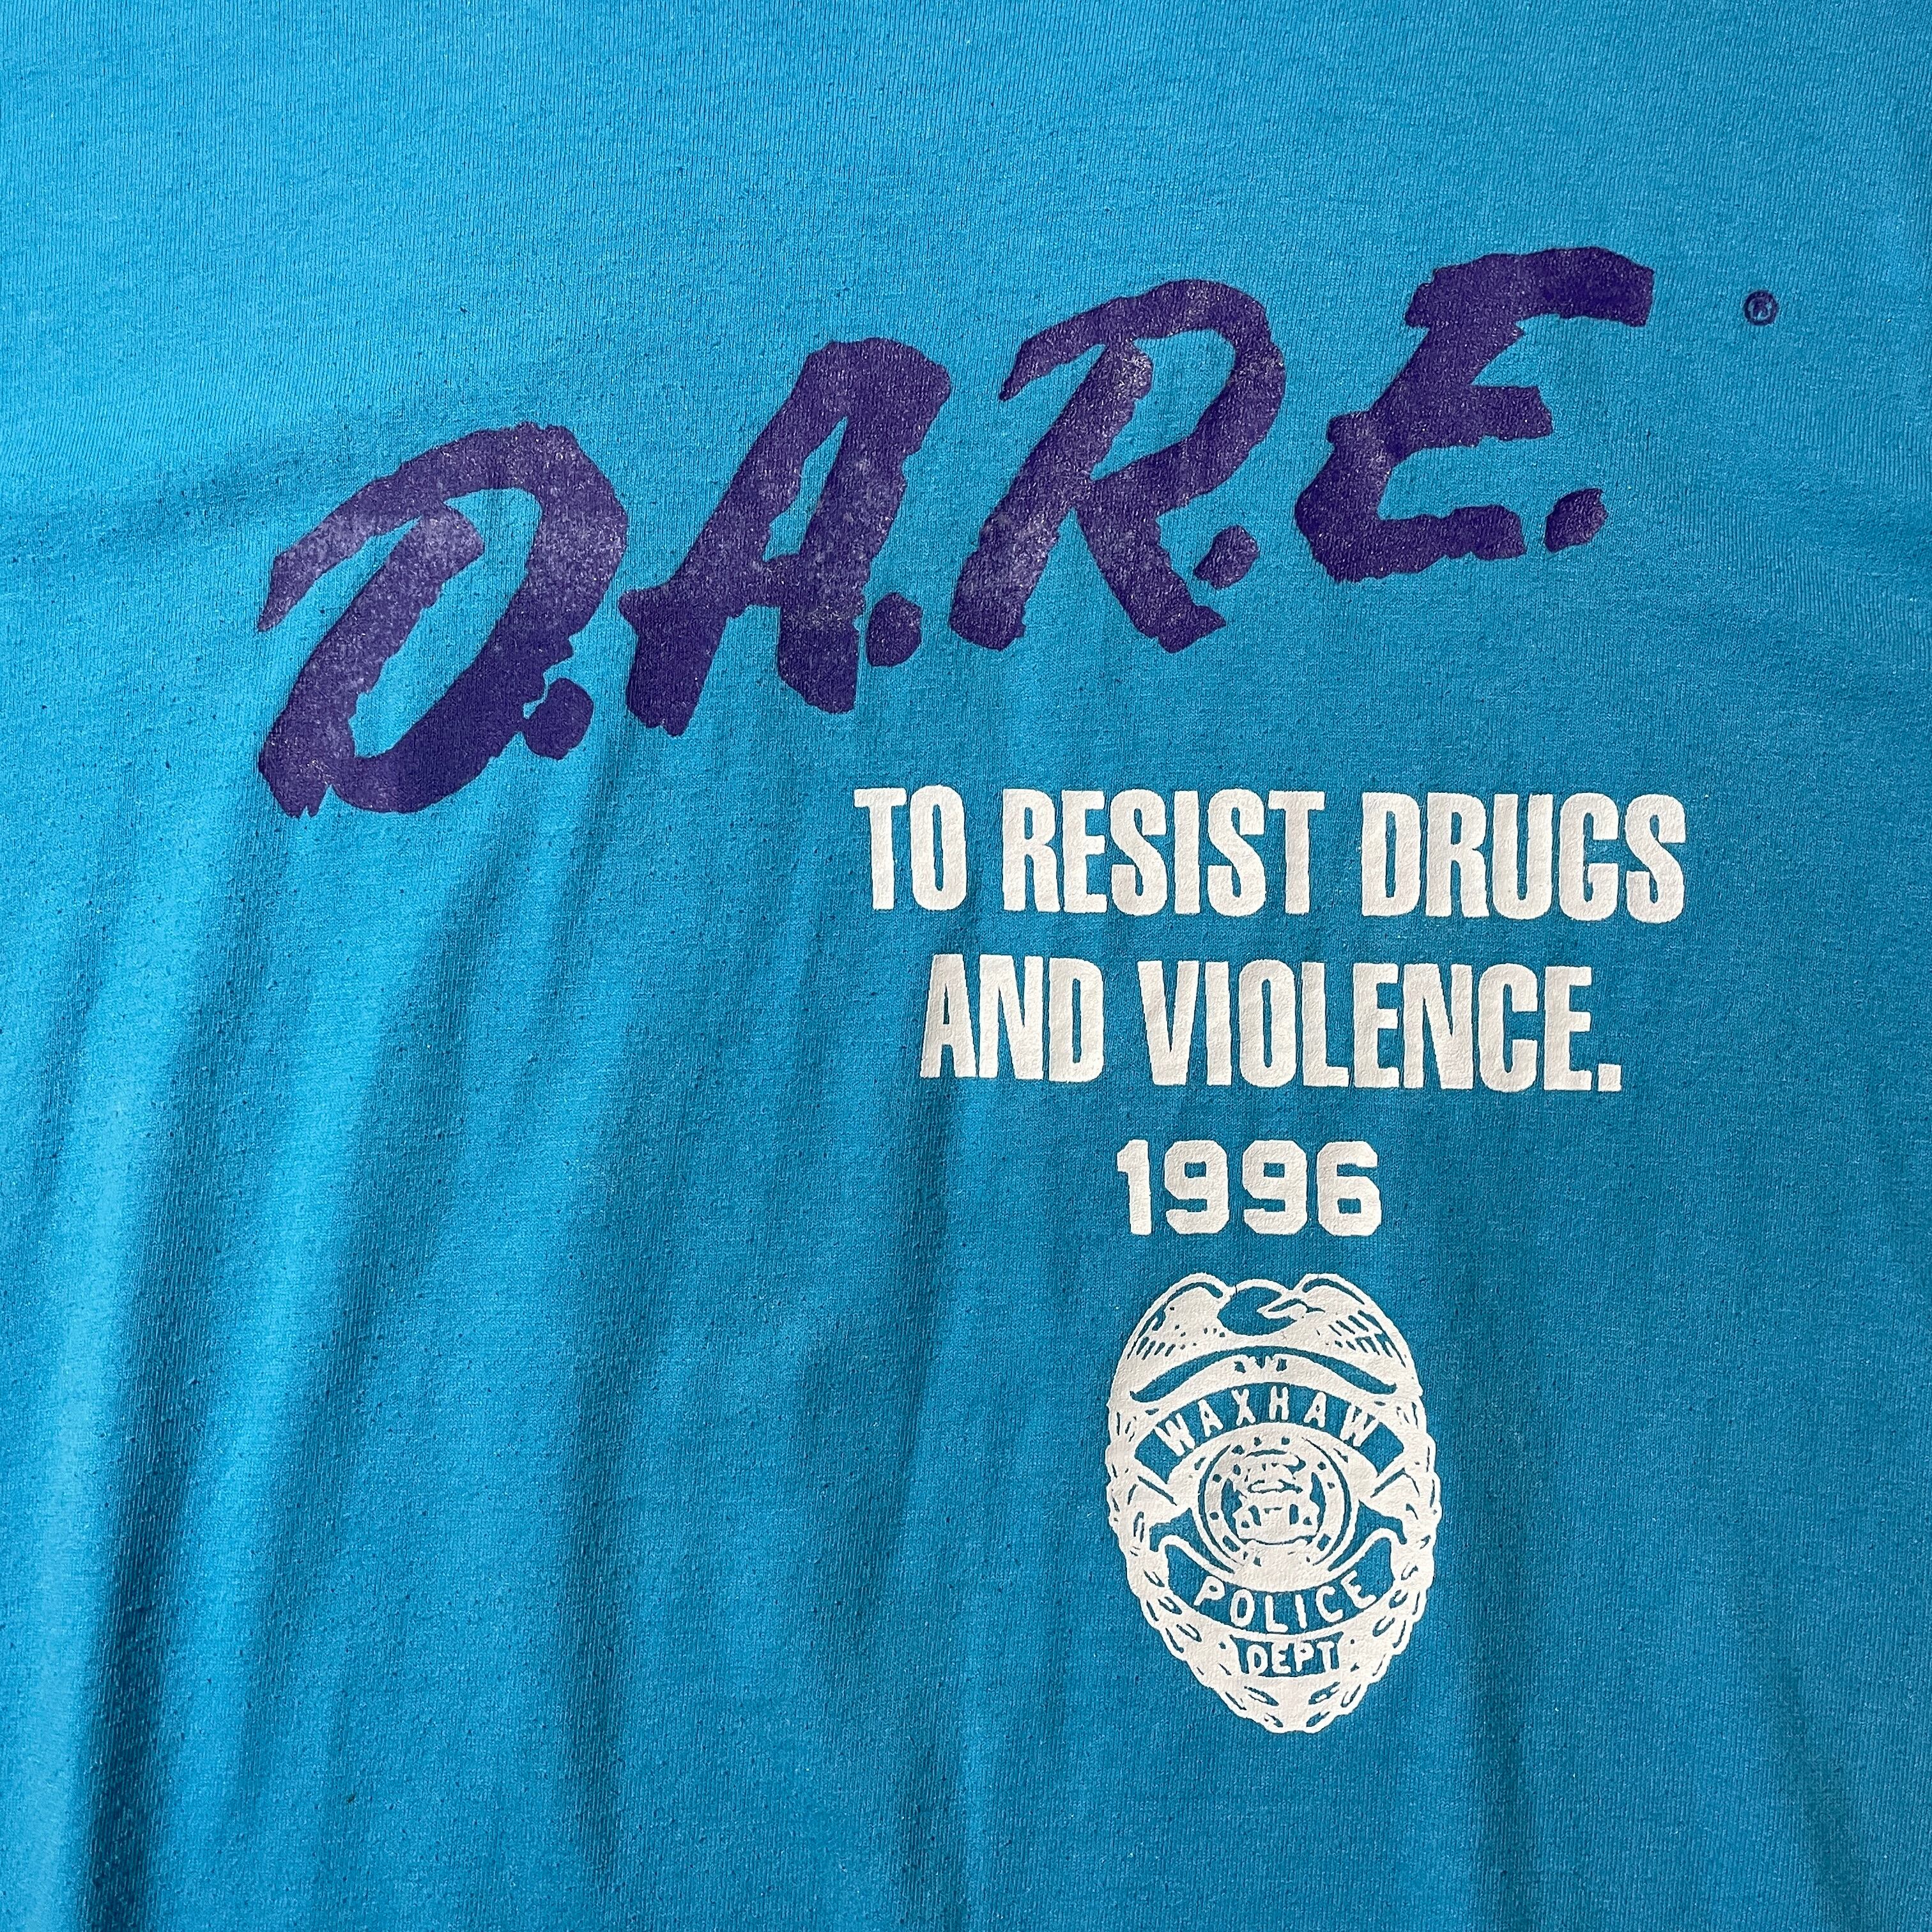 D.A.R.E. ®
TO RESIST DRUGS
AND VIOLENCE.
1996
WAXHAW
POLICE
DEPT